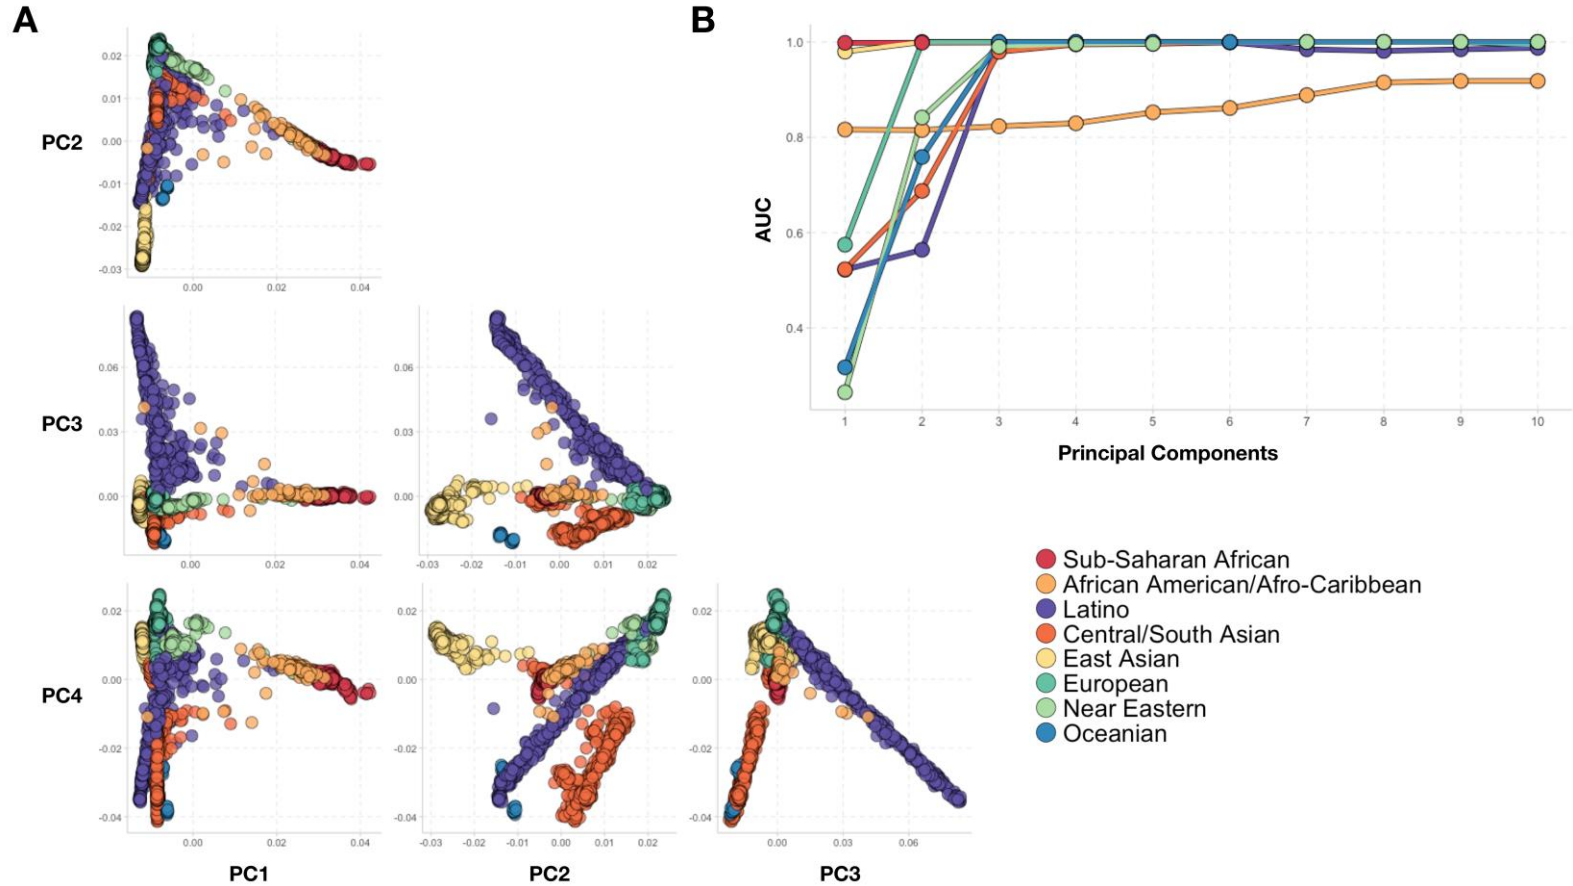 A
B
PC2
0.02
0.01
0.00
-0.01
-0.02
-0.03
0.00
0.02
0.04
PC3
0.06
0.03
0.00
0.00
0.02
0.04
0.06
0.03
0.00
-0.03
-0.02
-0.01
0.00
0.01
0.02
PC4
0.02
0.00
-0.02
-0.04
0.00
0.02
0.04
0.02
0.00
-0.02
-0.04
-0.03
-0.02
-0.01
0.00
0.01
0.02
0.02
0.00
-0.02
-0.04
0.00
0.03
0.06
PC1
PC2
PC3
AUC
1.0
0.8
0.6
0.4
1 2 3 4 5 6 7 8 9 10
Principal Components
Sub-Saharan African
African American/Afro-Caribbean
Latino
Central/South Asian
East Asian
European
Near Eastern
Oceanian